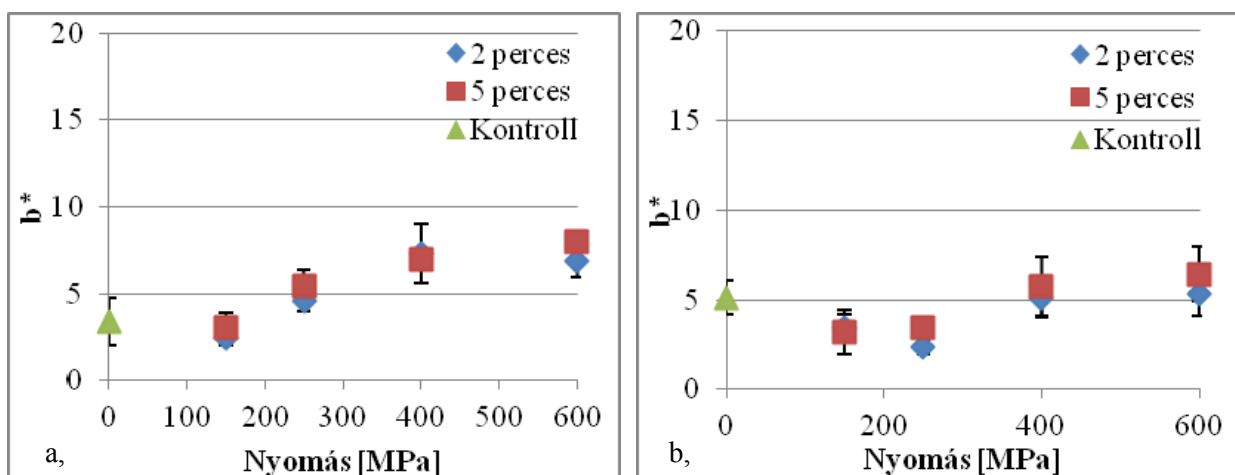 20
15
10
5
0
b*
2 perces
5 perces
Kontroll
0 100 200 300 400 500 600
Nyomás [MPa]
a,
20
15
10
5
0
b*
2 perces
5 perces
Kontroll
0 200 400 600
Nyomás [MPa]
b,